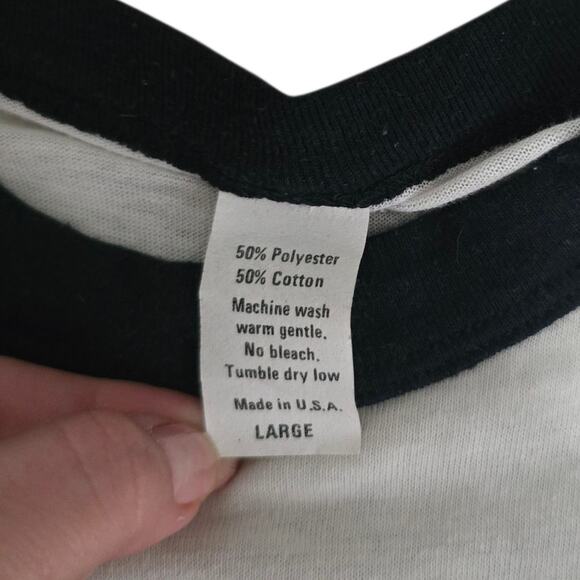 50% Polyester
50% Cotton
Machine wash
warm gentle.
No bleach.
Tumble dry low
Made in U.S.A.
LARGE